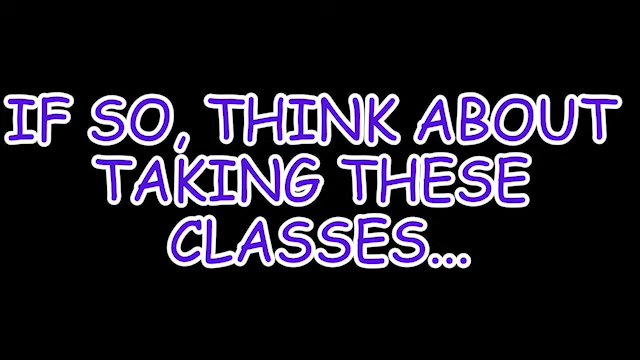 IF SO, THINK ABOUT
TAKING THESE
CLASSES...